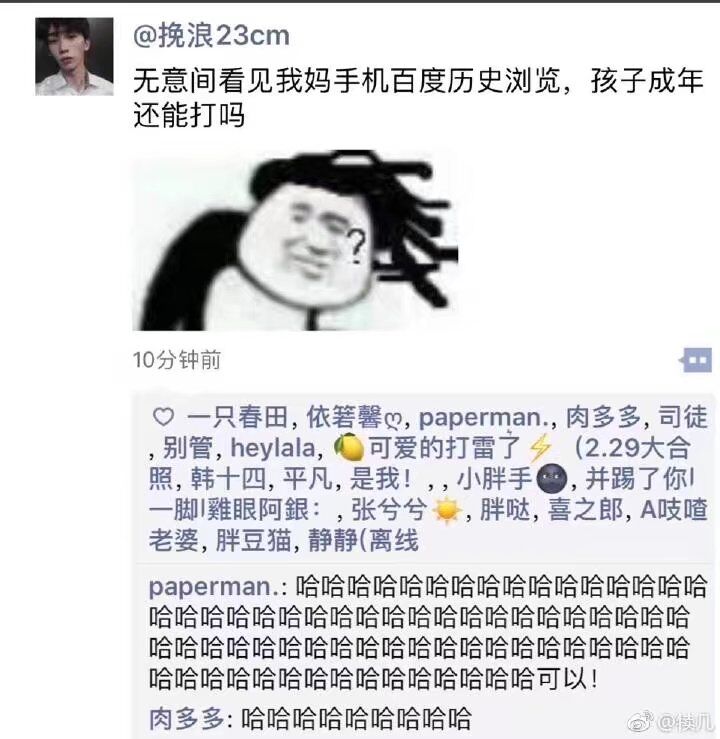 @挽浪23cm
无意间看见我妈手机百度历史浏览，孩子成年
还能打吗
?
10分钟前
♡ 一只春田, 依箬馨ღ, paperman., 肉多多, 司徒
, 别管, heylala, 🍋可爱的打雷了⚡（2.29大合
照, 韩十四, 平凡, 是我！, , 小胖手🌚, 并踢了你l
一脚l雞眼阿銀：, 张兮兮☀️, 胖哒, 喜之郎, A吱喳
老婆, 胖豆猫, 静静(离线
paperman.: 哈哈哈哈哈哈哈哈哈哈哈哈哈哈哈哈
哈哈哈哈哈哈哈哈哈哈哈哈哈哈哈哈哈哈哈哈哈
哈哈哈哈哈哈哈哈哈哈哈哈哈哈哈哈哈哈哈哈哈
哈哈哈哈哈哈哈哈哈哈哈哈哈哈哈可以！
肉多多: 哈哈哈哈哈哈哈哈哈